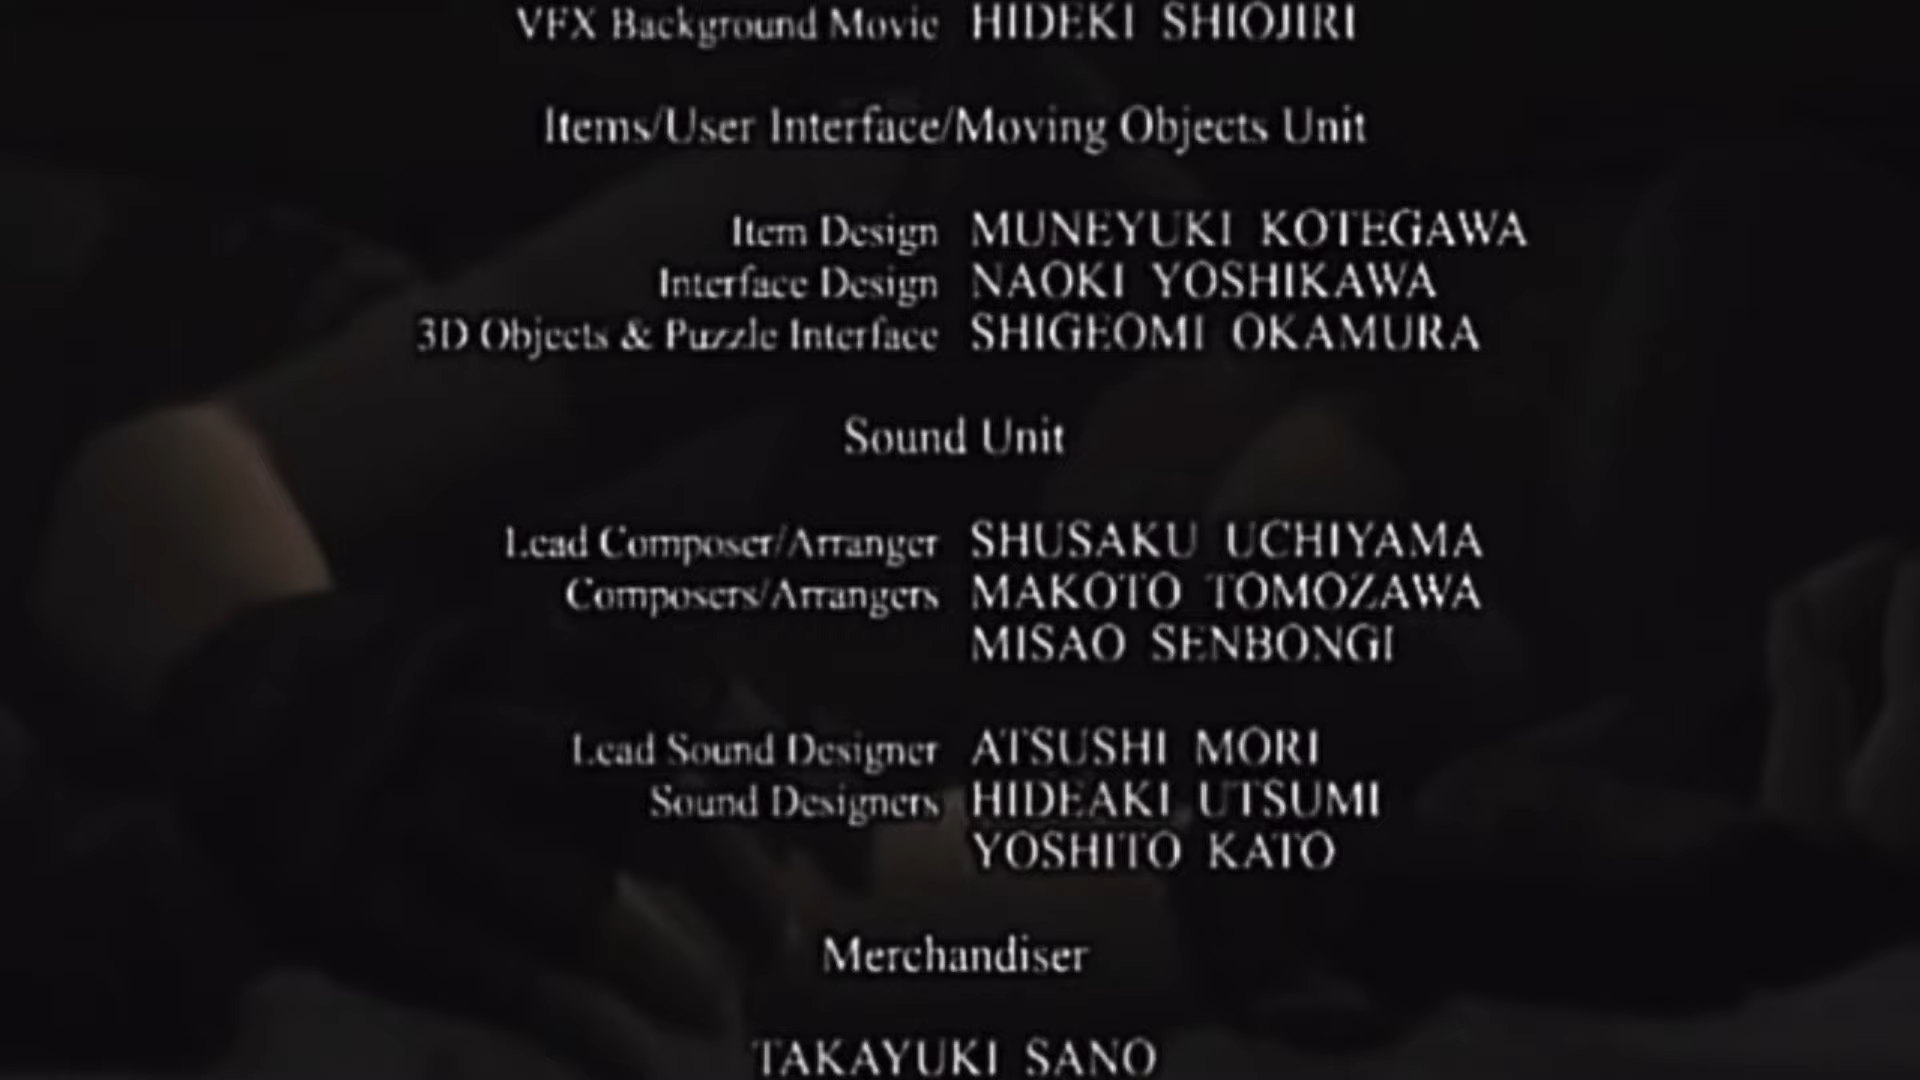 VFX Background Movie HIDEKI SHIOJIRI
Items/User Interface/Moving Objects Unit
Item Design MUNEYUKI KOTEGAWA
Interface Design NAOKI YOSHIKAWA
3D Objects & Puzzle Interface SHIGEOMI OKAMURA
Sound Unit
Lead Composer/Arranger SHUSAKU UCHIYAMA
Composers/Arrangers MAKOTO TOMOZAWA
MISAO SENBONGI
Lead Sound Designer ATSUSHI MORI
Sound Designers HIDEAKI UTSUMI
YOSHITO KATO
Merchandiser
TAKAYUKI SANO